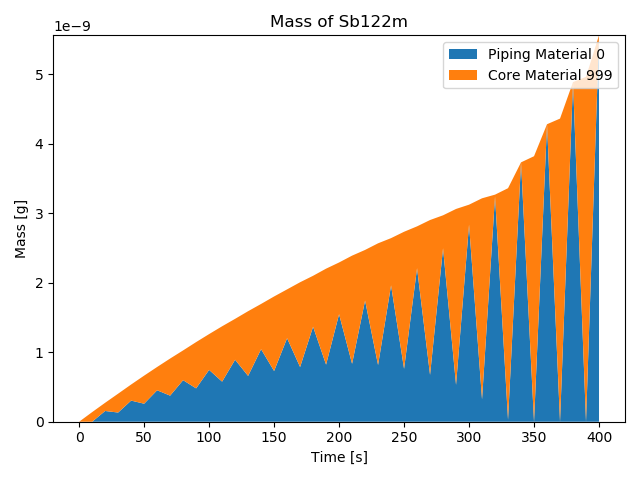 Mass of Sb122m
1e−9
Piping Material 0
Core Material 999
Mass [g]
5
4
3
2
1
0
0 50 100 150 200 250 300 350 400
Time [s]